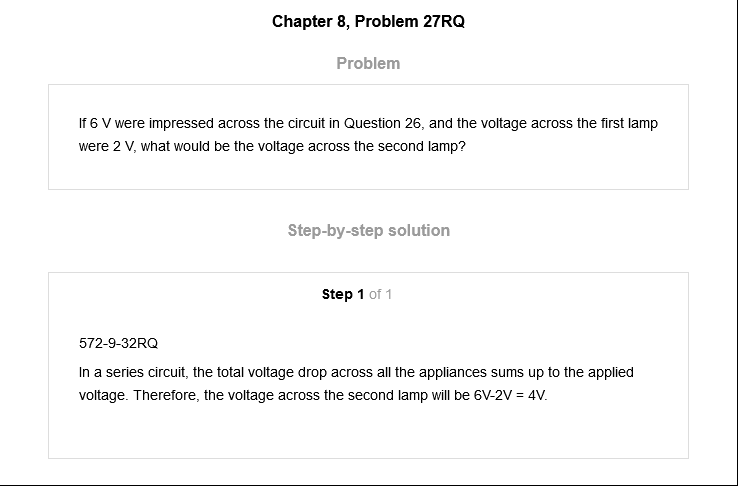 Chapter 8, Problem 27RQ
Problem
If 6 V were impressed across the circuit in Question 26, and the voltage across the first lamp
were 2 V, what would be the voltage across the second lamp?
Step-by-step solution
Step 1 of 1
572-9-32RQ
In a series circuit, the total voltage drop across all the appliances sums up to the applied
voltage. Therefore, the voltage across the second lamp will be 6V-2V = 4V.